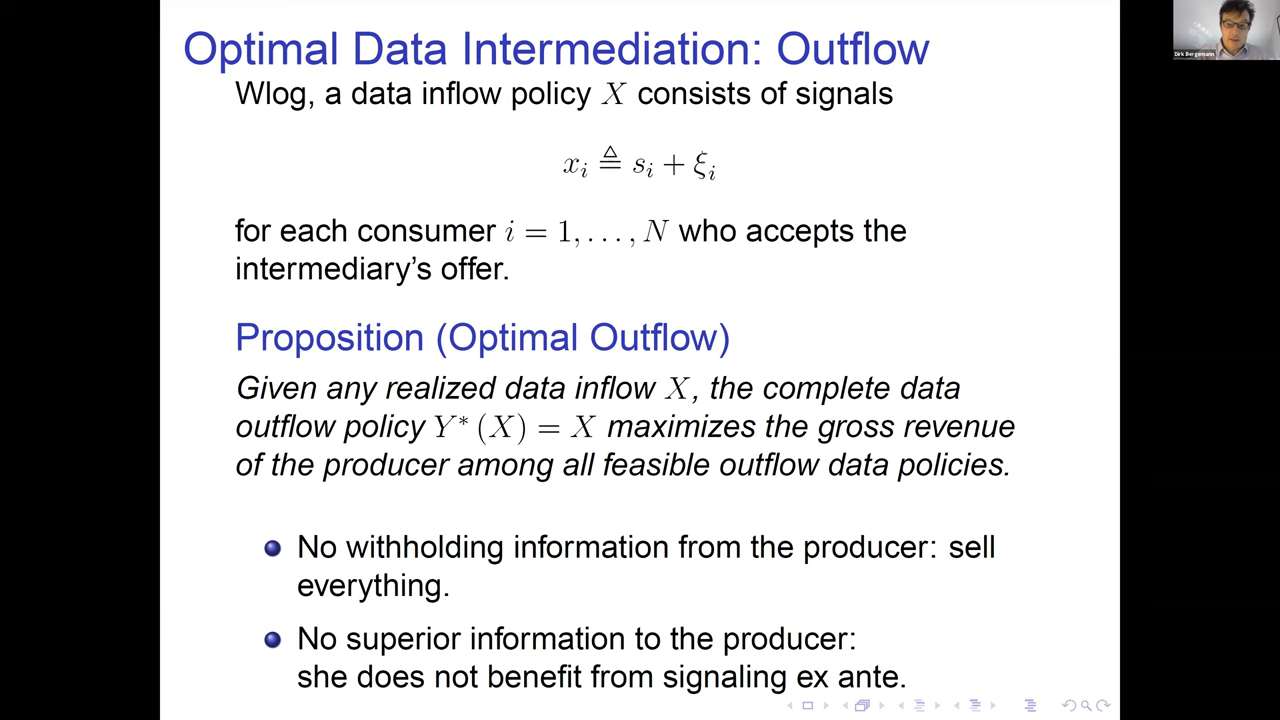 Optimal Data Intermediation: Outflow
Wlog, a data inflow policy X consists of signals
xᵢ ≜ sᵢ + ξᵢ
for each consumer i = 1, . . . , N who accepts the
intermediary's offer.
Proposition (Optimal Outflow)
Given any realized data inflow X, the complete data
outflow policy Y* (X) = X maximizes the gross revenue
of the producer among all feasible outflow data policies.
No withholding information from the producer: sell
everything.
No superior information to the producer:
she does not benefit from signaling ex ante.
Dirk Bergemann